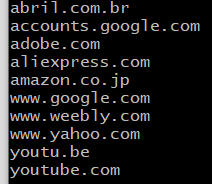 abril.com.br
accounts.google.com
adobe.com
aliexpress.com
amazon.co.jp
www.google.com
www.weebly.com
www.yahoo.com
youtu.be
youtube.com